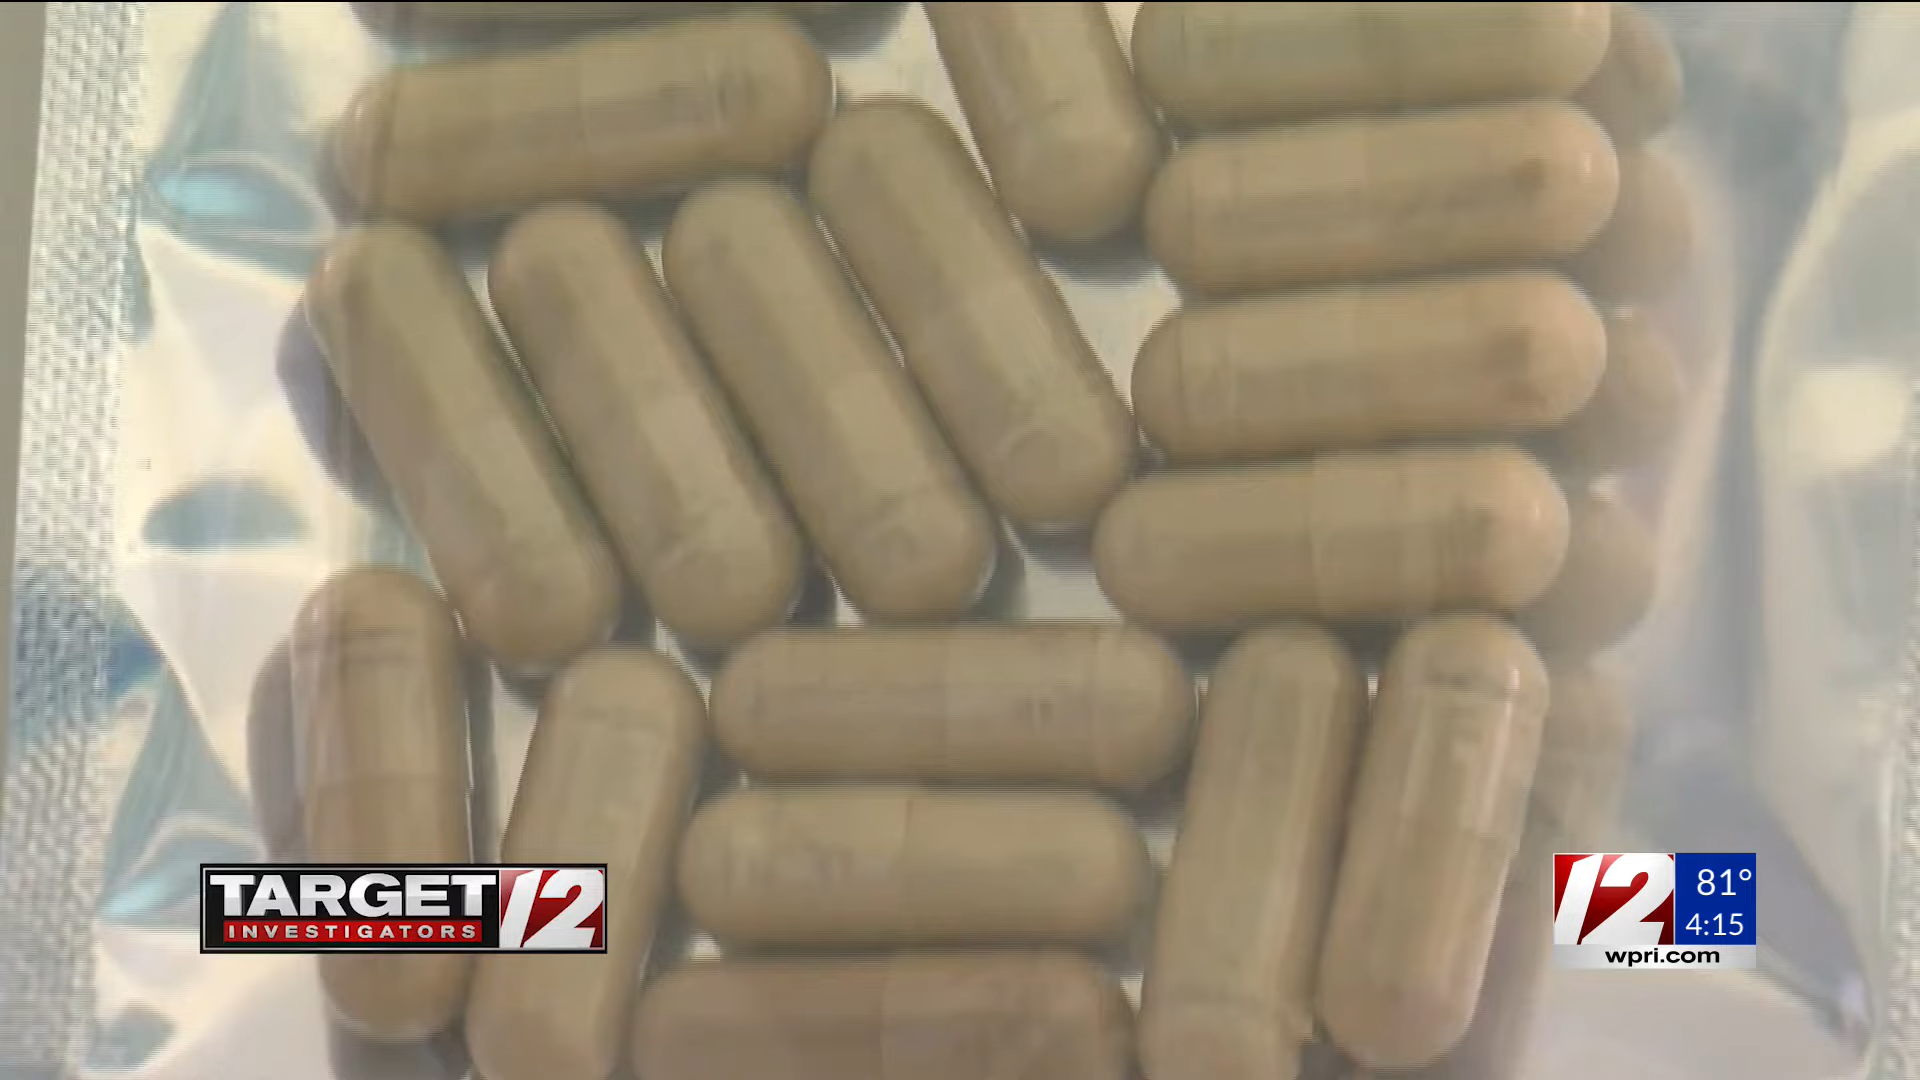 TARGET 12
INVESTIGATORS
12
81°
4:15
wpri.com